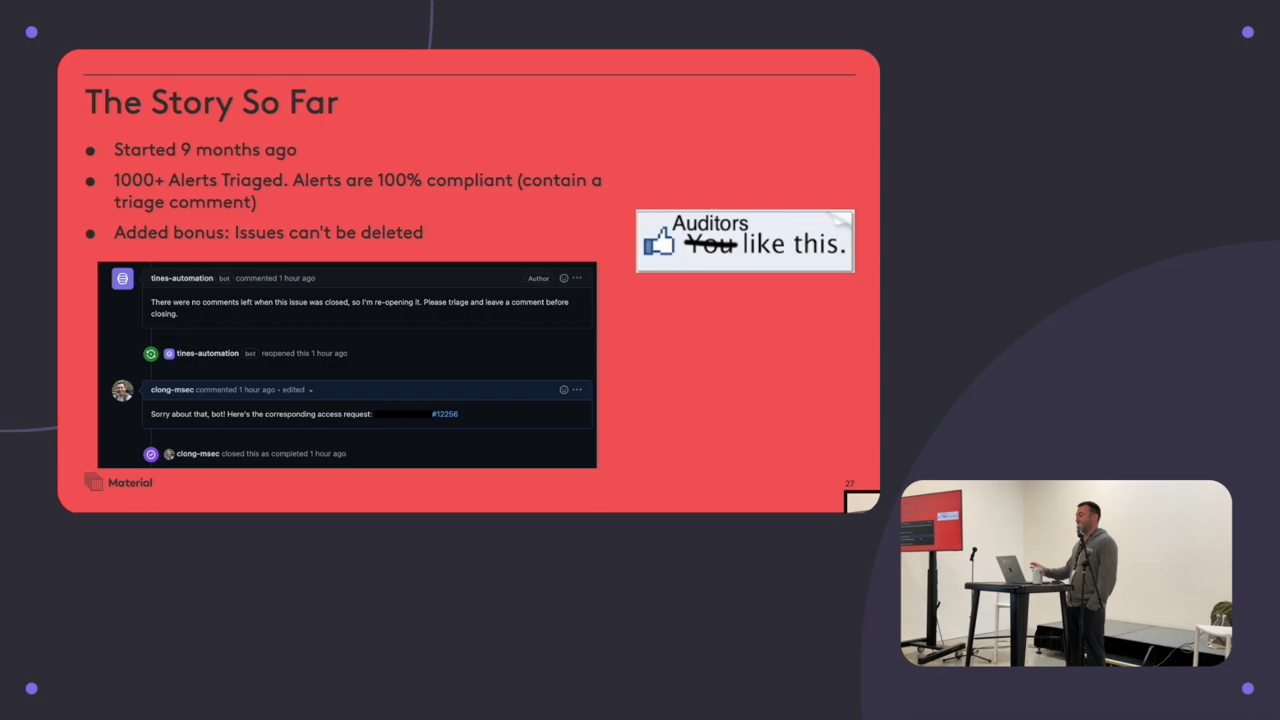 The Story So Far
● Started 9 months ago
● 1000+ Alerts Triaged. Alerts are 100% compliant (contain a
triage comment)
● Added bonus: Issues can't be deleted
Auditors
You like this.
tines-automation bot commented 1 hour ago Author
There were no comments left when this issue was closed, so I'm re-opening it. Please triage and leave a comment before
closing.
tines-automation bot reopened this 1 hour ago
clong-msec commented 1 hour ago • edited
Sorry about that, bot! Here's the corresponding access request: #12256
clong-msec closed this as completed 1 hour ago
Material
27